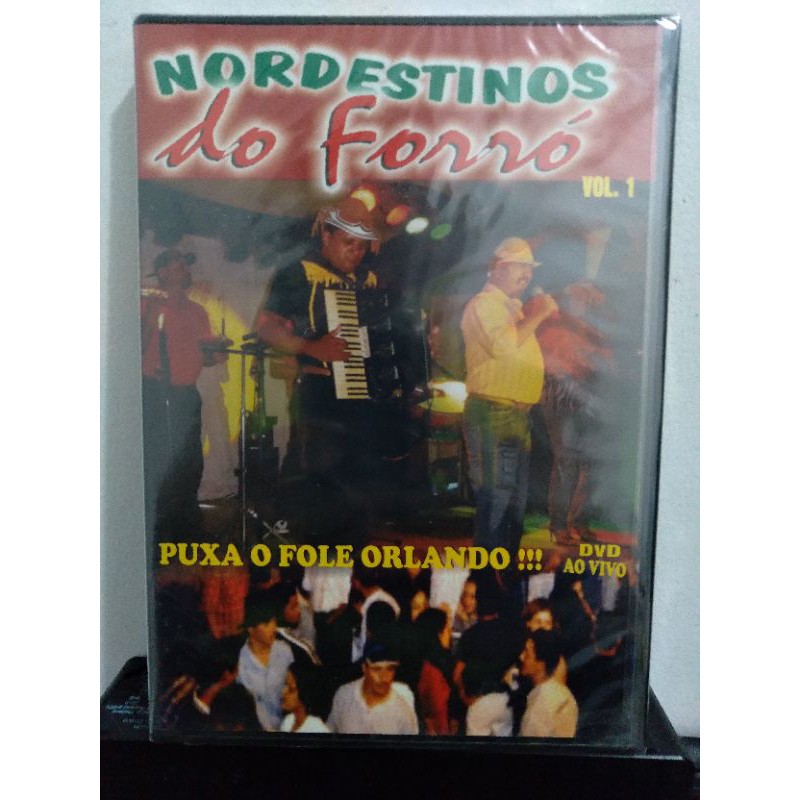 NORDESTINOS
do Forró
VOL. 1
PUXA O FOLE ORLANDO !!!
DVD
AO VIVO